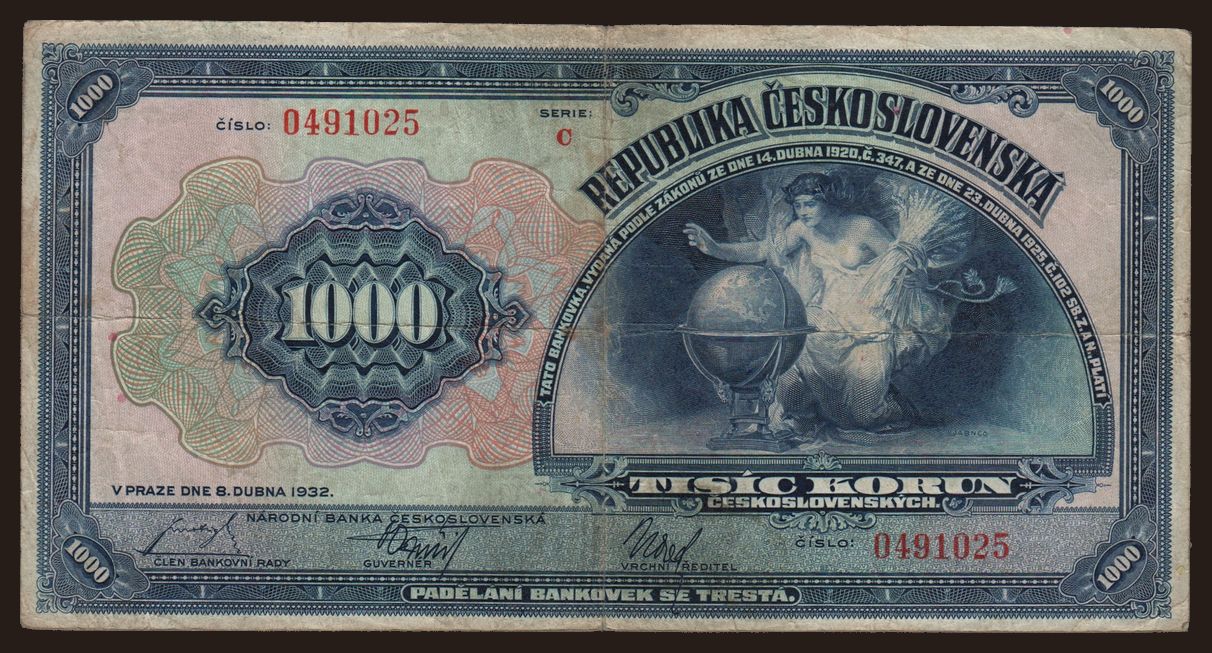 1000
1000
ČÍSLO: 0491025
SERIE:
C
REPUBLIKA ČESKOSLOVENSKÁ
TATO BANKOVKA, VYDANÁ PODLE ZÁKONŮ ZE DNE 14. DUBNA 1920, Č. 347, A ZE DNE 23. DUBNA 1925, Č. 102 SB. Z. A N. PLATÍ
1000
TISÍC KORUN
ČESKOSLOVENSKÝCH.
V PRAZE DNE 8. DUBNA 1932.
NÁRODNÍ BANKA ČESKOSLOVENSKÁ
ČÍSLO: 0491025
ČLEN BANKOVNÍ RADY
GUVERNÉR
VRCHNÍ ŘEDITEL
1000
1000
PADĚLÁNÍ BANKOVEK SE TRESTÁ.